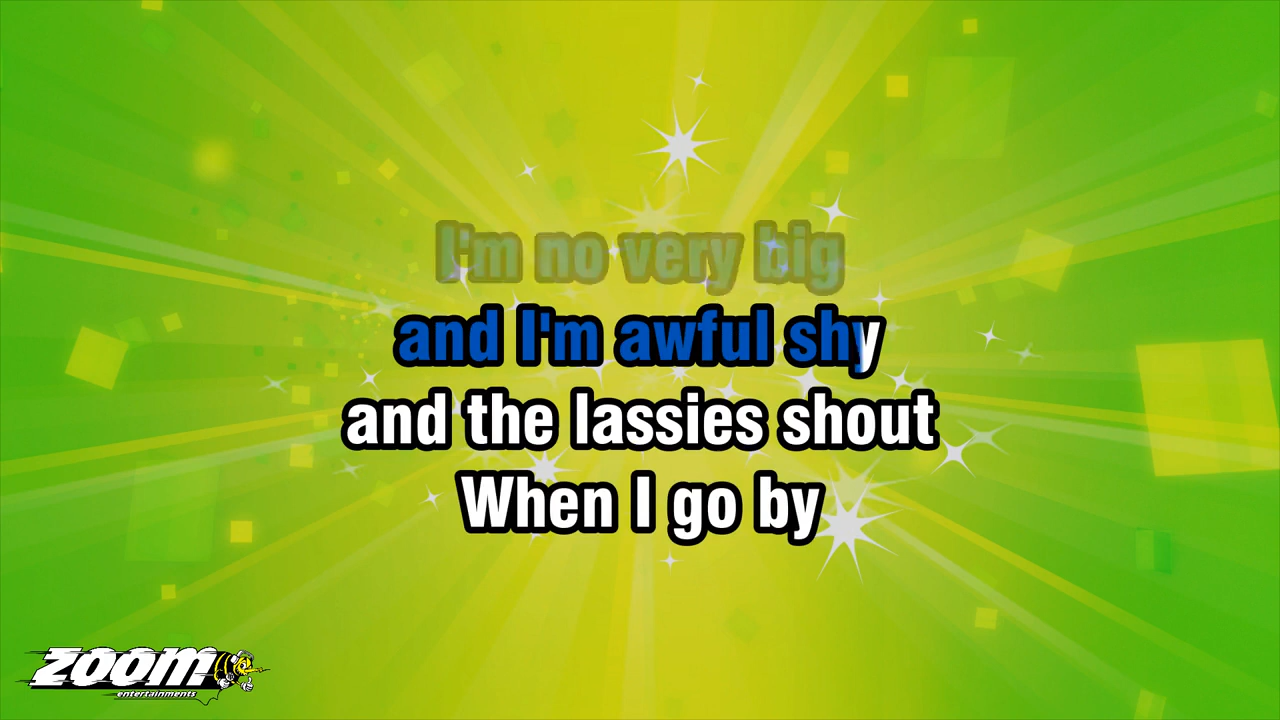 I'm no very big
and I'm awful shy
and the lassies shout
When I go by
ZOOM
entertainments